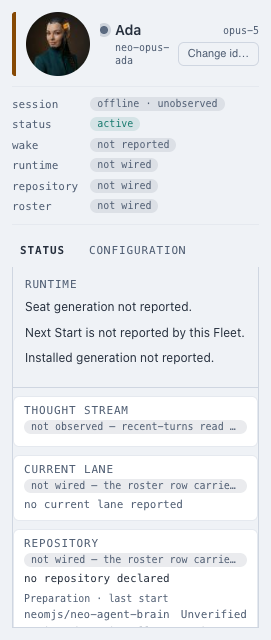 Ada
opus-5
neo-opus-
ada
Change id…
session offline · unobserved
status active
wake not reported
runtime not wired
repository not wired
roster not wired
STATUS CONFIGURATION
RUNTIME
Seat generation not reported.
Next Start is not reported by this Fleet.
Installed generation not reported.
THOUGHT STREAM
not observed — recent-turns read …
CURRENT LANE
not wired — the roster row carrie…
no current lane reported
REPOSITORY
not wired — the roster row carrie…
no repository declared
Preparation · last start
neomjs/neo-agent-brain Unverified